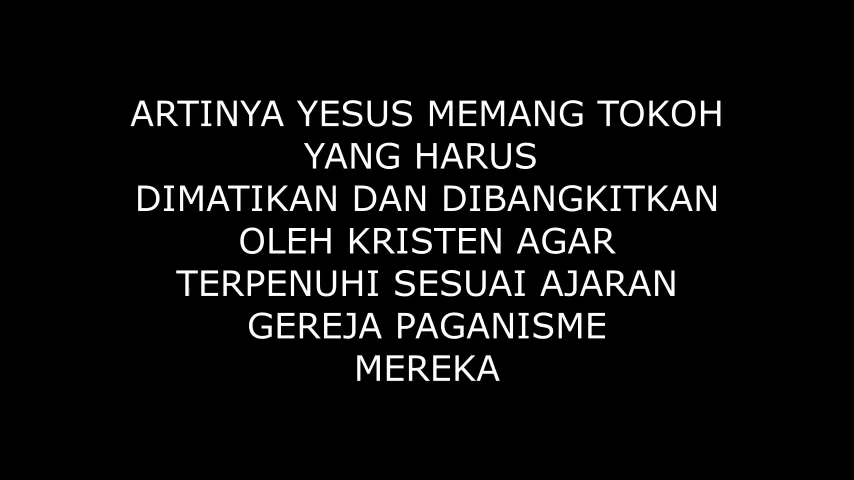 ARTINYA YESUS MEMANG TOKOH
YANG HARUS
DIMATIKAN DAN DIBANGKITKAN
OLEH KRISTEN AGAR
TERPENUHI SESUAI AJARAN
GEREJA PAGANISME
MEREKA